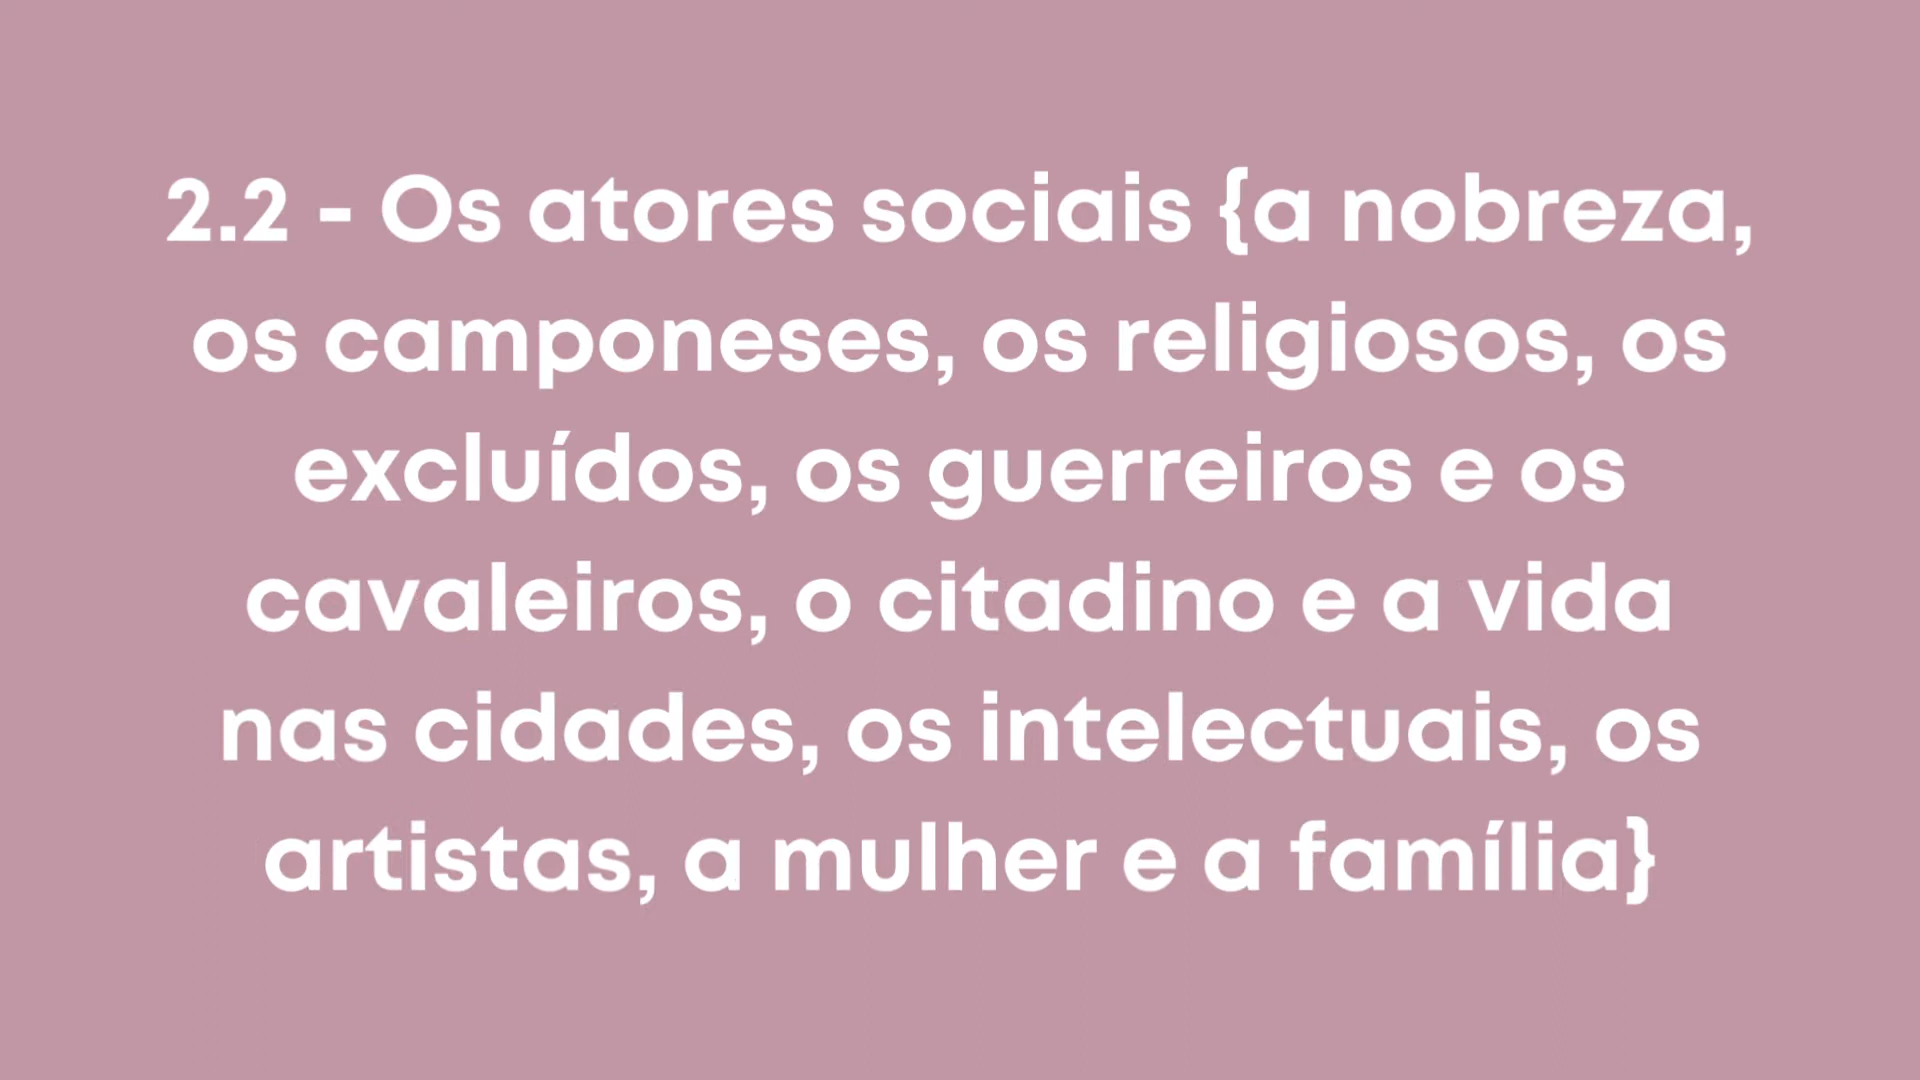 2.2 - Os atores sociais {a nobreza,
os camponeses, os religiosos, os
excluídos, os guerreiros e os
cavaleiros, o citadino e a vida
nas cidades, os intelectuais, os
artistas, a mulher e a família}